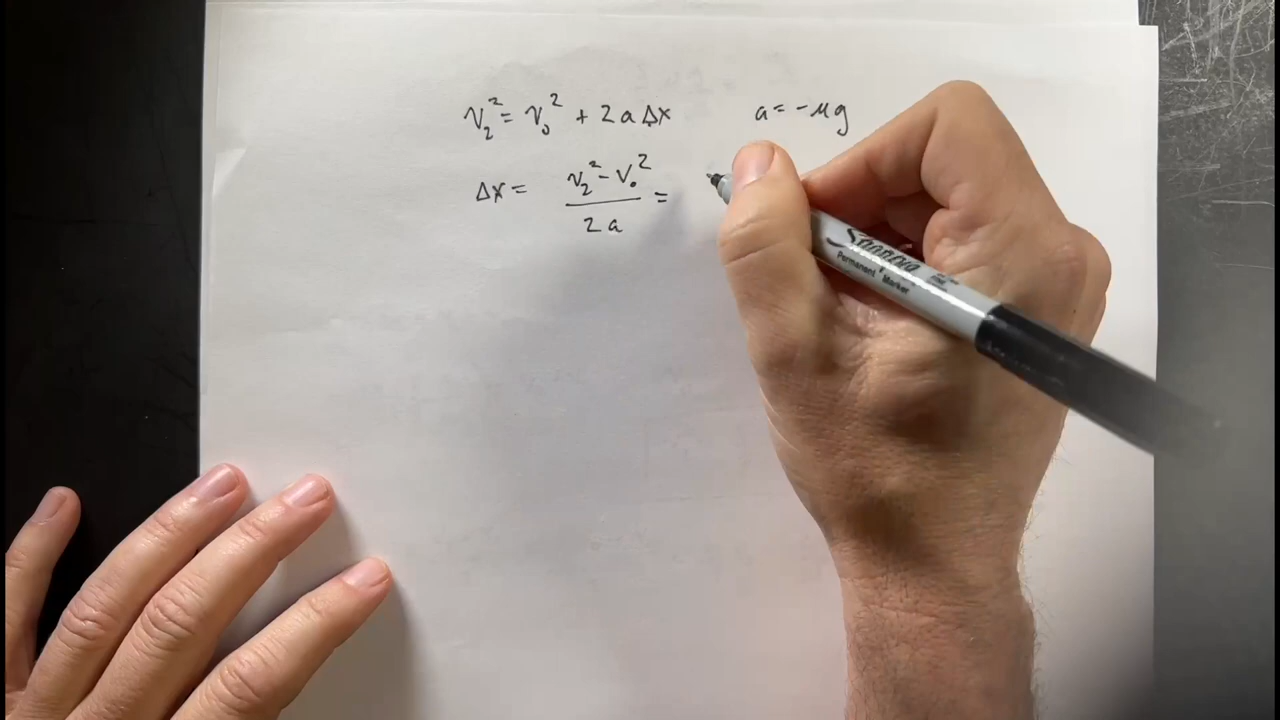 v₂² = v₀² + 2aΔx a = -μg
Δx = (v₂² - v₀²) / 2a =
Sharpie
Permanent Marker